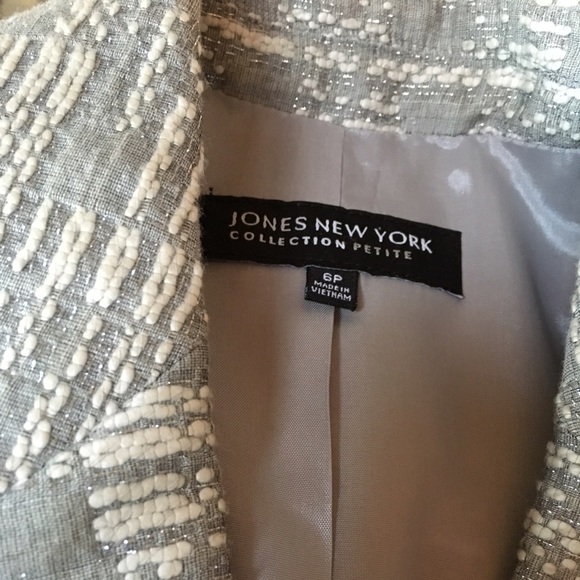 JONES NEW YORK
COLLECTION PETITE
6P
MADE IN
VIETNAM